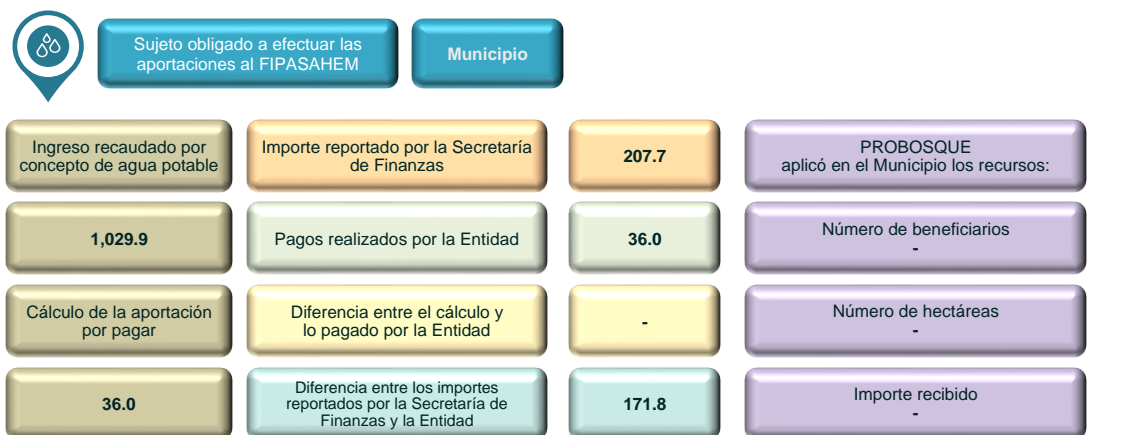 Sujeto obligado a efectuar las
aportaciones al FIPASAHEM
Municipio
Ingreso recaudado por
concepto de agua potable
Importe reportado por la Secretaría
de Finanzas
207.7
PROBOSQUE
aplicó en el Municipio los recursos:
1,029.9
Pagos realizados por la Entidad
36.0
Número de beneficiarios
-
Cálculo de la aportación
por pagar
Diferencia entre el cálculo y
lo pagado por la Entidad
-
Número de hectáreas
-
36.0
Diferencia entre los importes
reportados por la Secretaría de
Finanzas y la Entidad
171.8
Importe recibido
-